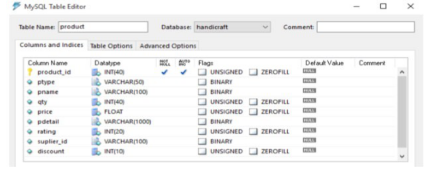 MySQL Table Editor
Table Name: product Database: handicraft Comment:
Columns and Indices Table Options Advanced Options
Column Name Datatype NOT NULL AUTO INC Flags Default Value Comment
product_id INT(40) UNSIGNED ZEROFILL NULL
ptype VARCHAR(50) BINARY NULL
pname VARCHAR(100) BINARY NULL
qty INT(40) UNSIGNED ZEROFILL NULL
price FLOAT UNSIGNED ZEROFILL NULL
pdetail VARCHAR(1000) BINARY NULL
rating INT(20) UNSIGNED ZEROFILL NULL
suplier_id VARCHAR(100) BINARY NULL
discount INT(10) UNSIGNED ZEROFILL NULL